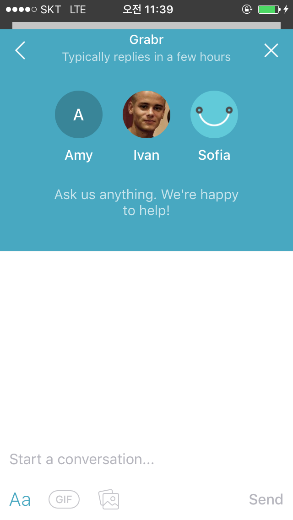 SKT LTE 오전 11:39
Grabr
Typically replies in a few hours
A
Amy Ivan Sofia
Ask us anything. We're happy
to help!
Start a conversation...
Aa GIF Send